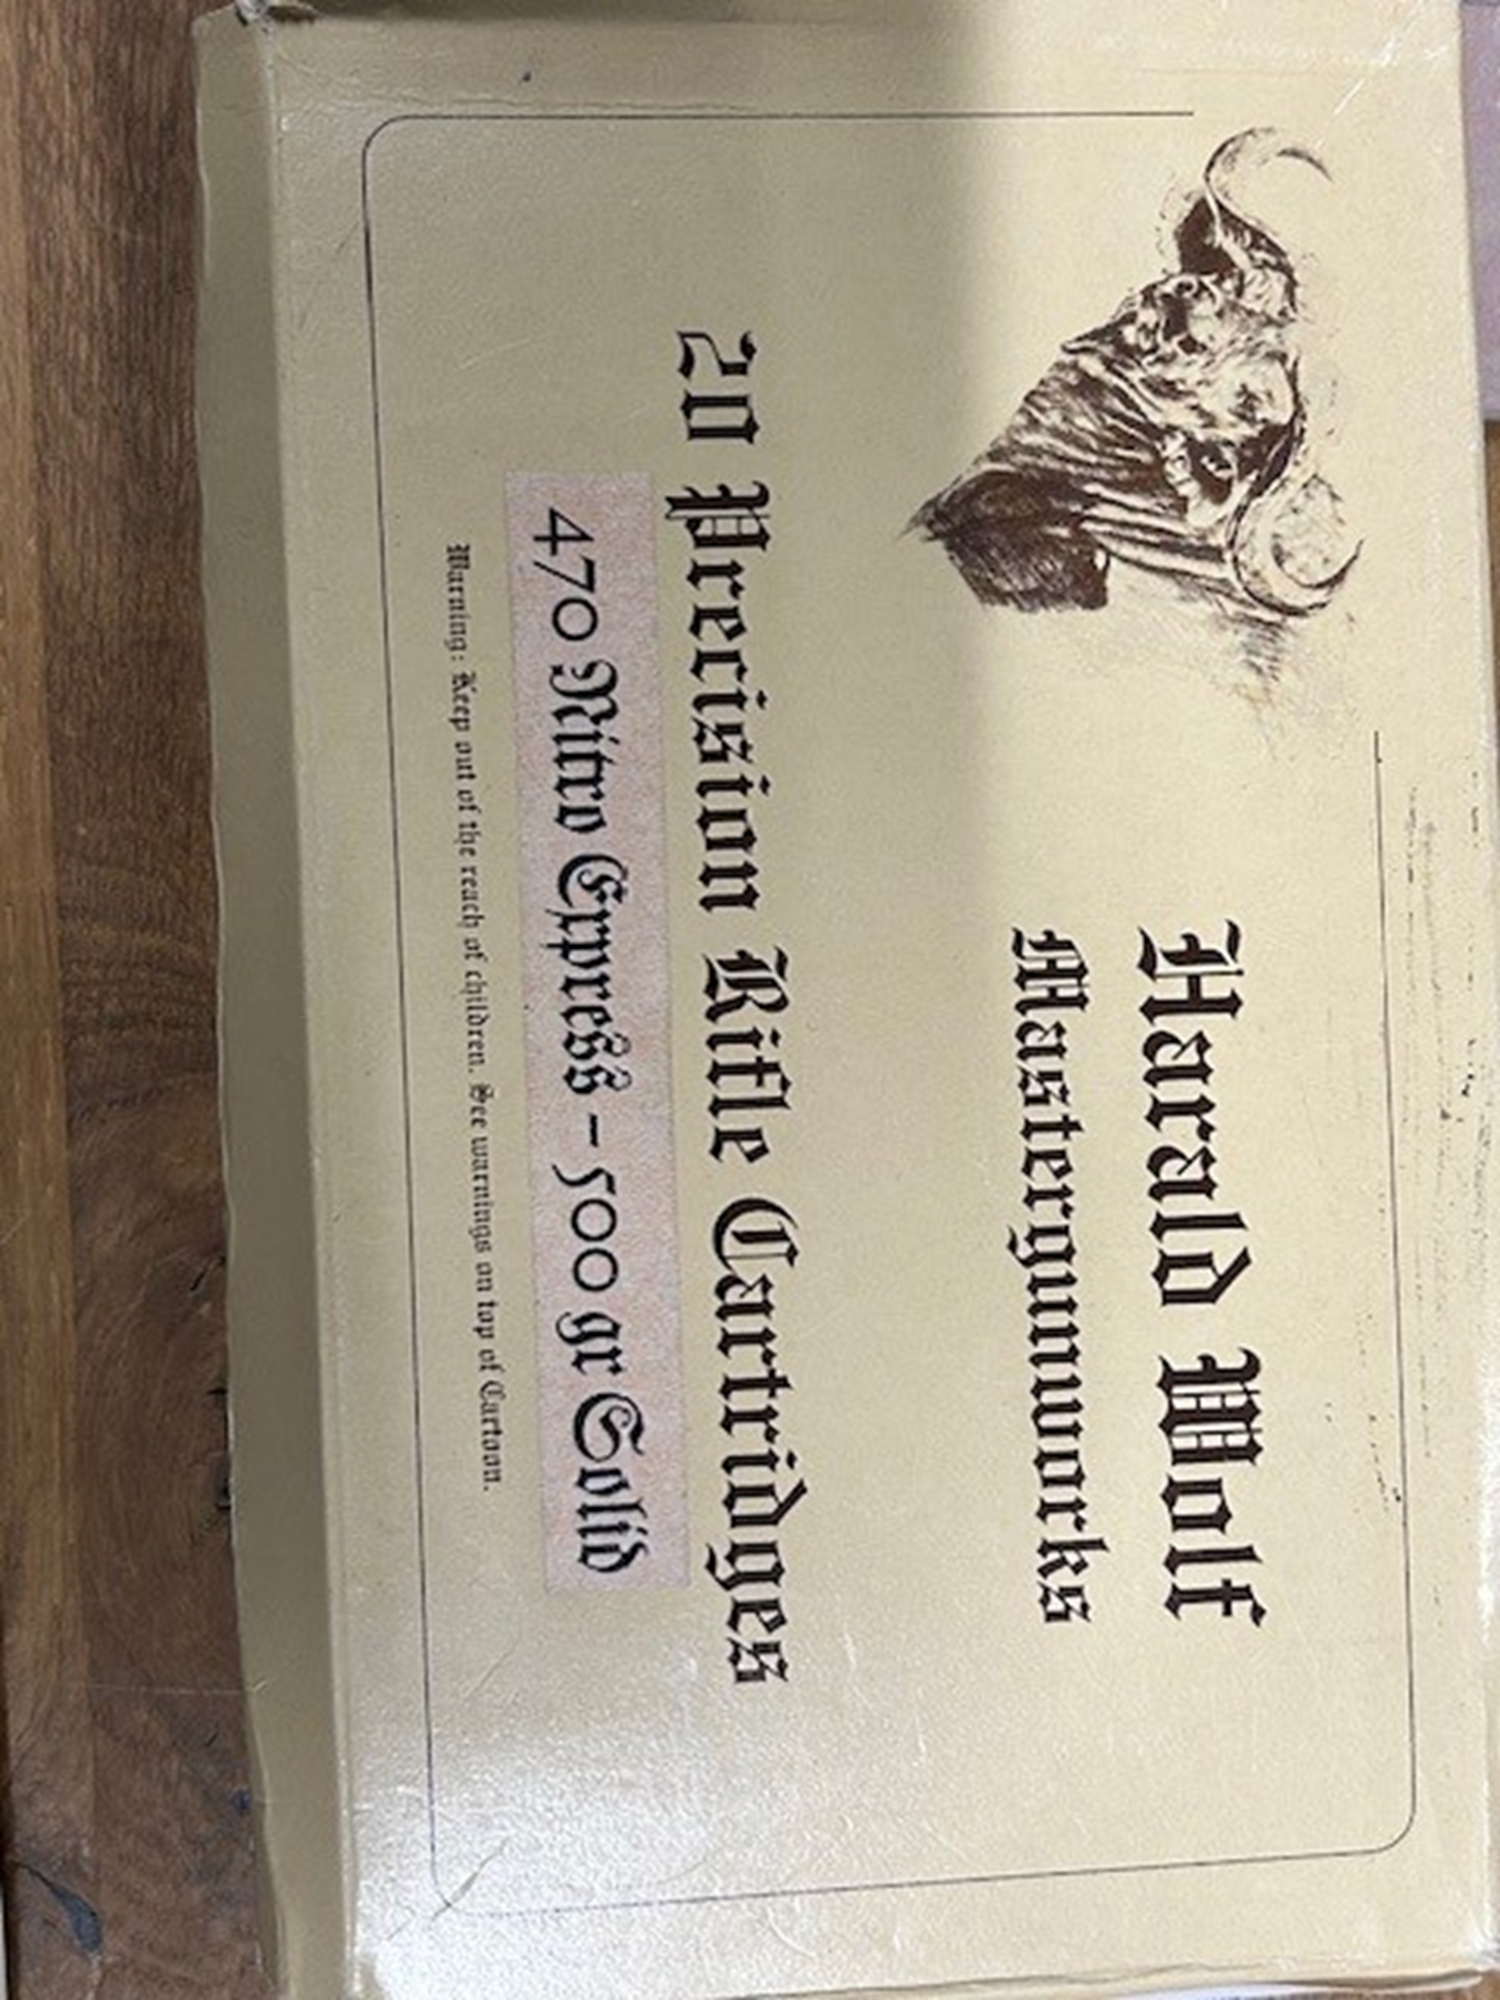 Harald Wolf
Mastergunworks
20 Precision Rifle Cartridges
470 Nitro Express - 500 gr Solid
Warning: Keep out of the reach of children. See warnings on top of Cartoon.